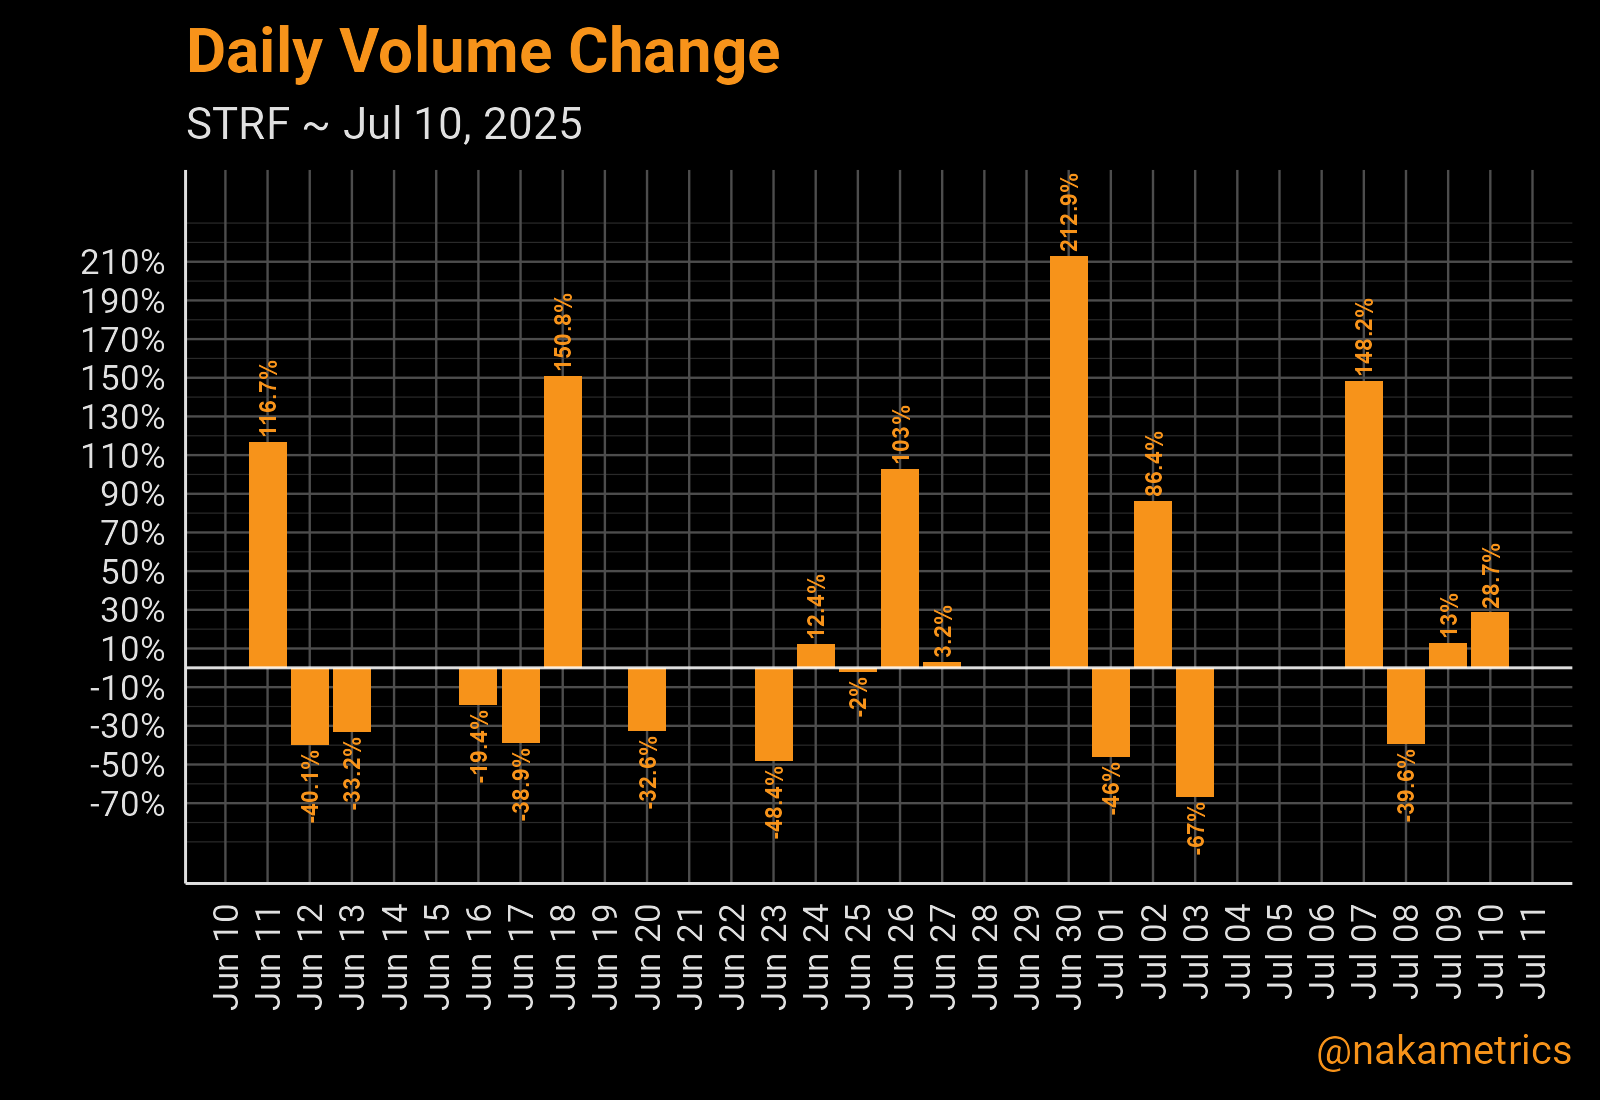 Daily Volume Change
STRF ~ Jul 10, 2025
210%
190%
170%
150%
130%
110%
90%
70%
50%
30%
10%
-10%
-30%
-50%
-70%
116.7%
-40.1%
-33.2%
-19.4%
-38.9%
150.8%
-32.6%
-48.4%
12.4%
-2%
103%
3.2%
212.9%
-46%
86.4%
-67%
148.2%
-39.6%
13%
28.7%
Jun 10
Jun 11
Jun 12
Jun 13
Jun 14
Jun 15
Jun 16
Jun 17
Jun 18
Jun 19
Jun 20
Jun 21
Jun 22
Jun 23
Jun 24
Jun 25
Jun 26
Jun 27
Jun 28
Jun 29
Jun 30
Jul 01
Jul 02
Jul 03
Jul 04
Jul 05
Jul 06
Jul 07
Jul 08
Jul 09
Jul 10
Jul 11
@nakametrics